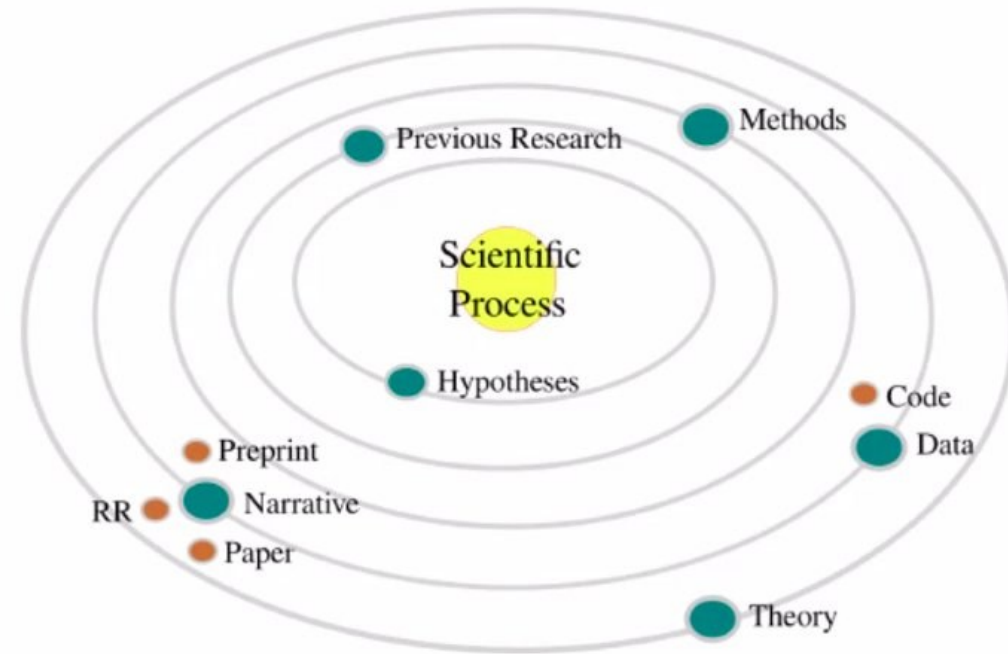 Methods
Previous Research
Scientific
Process
Hypotheses
Code
Data
Preprint
Narrative
RR
Paper
Theory